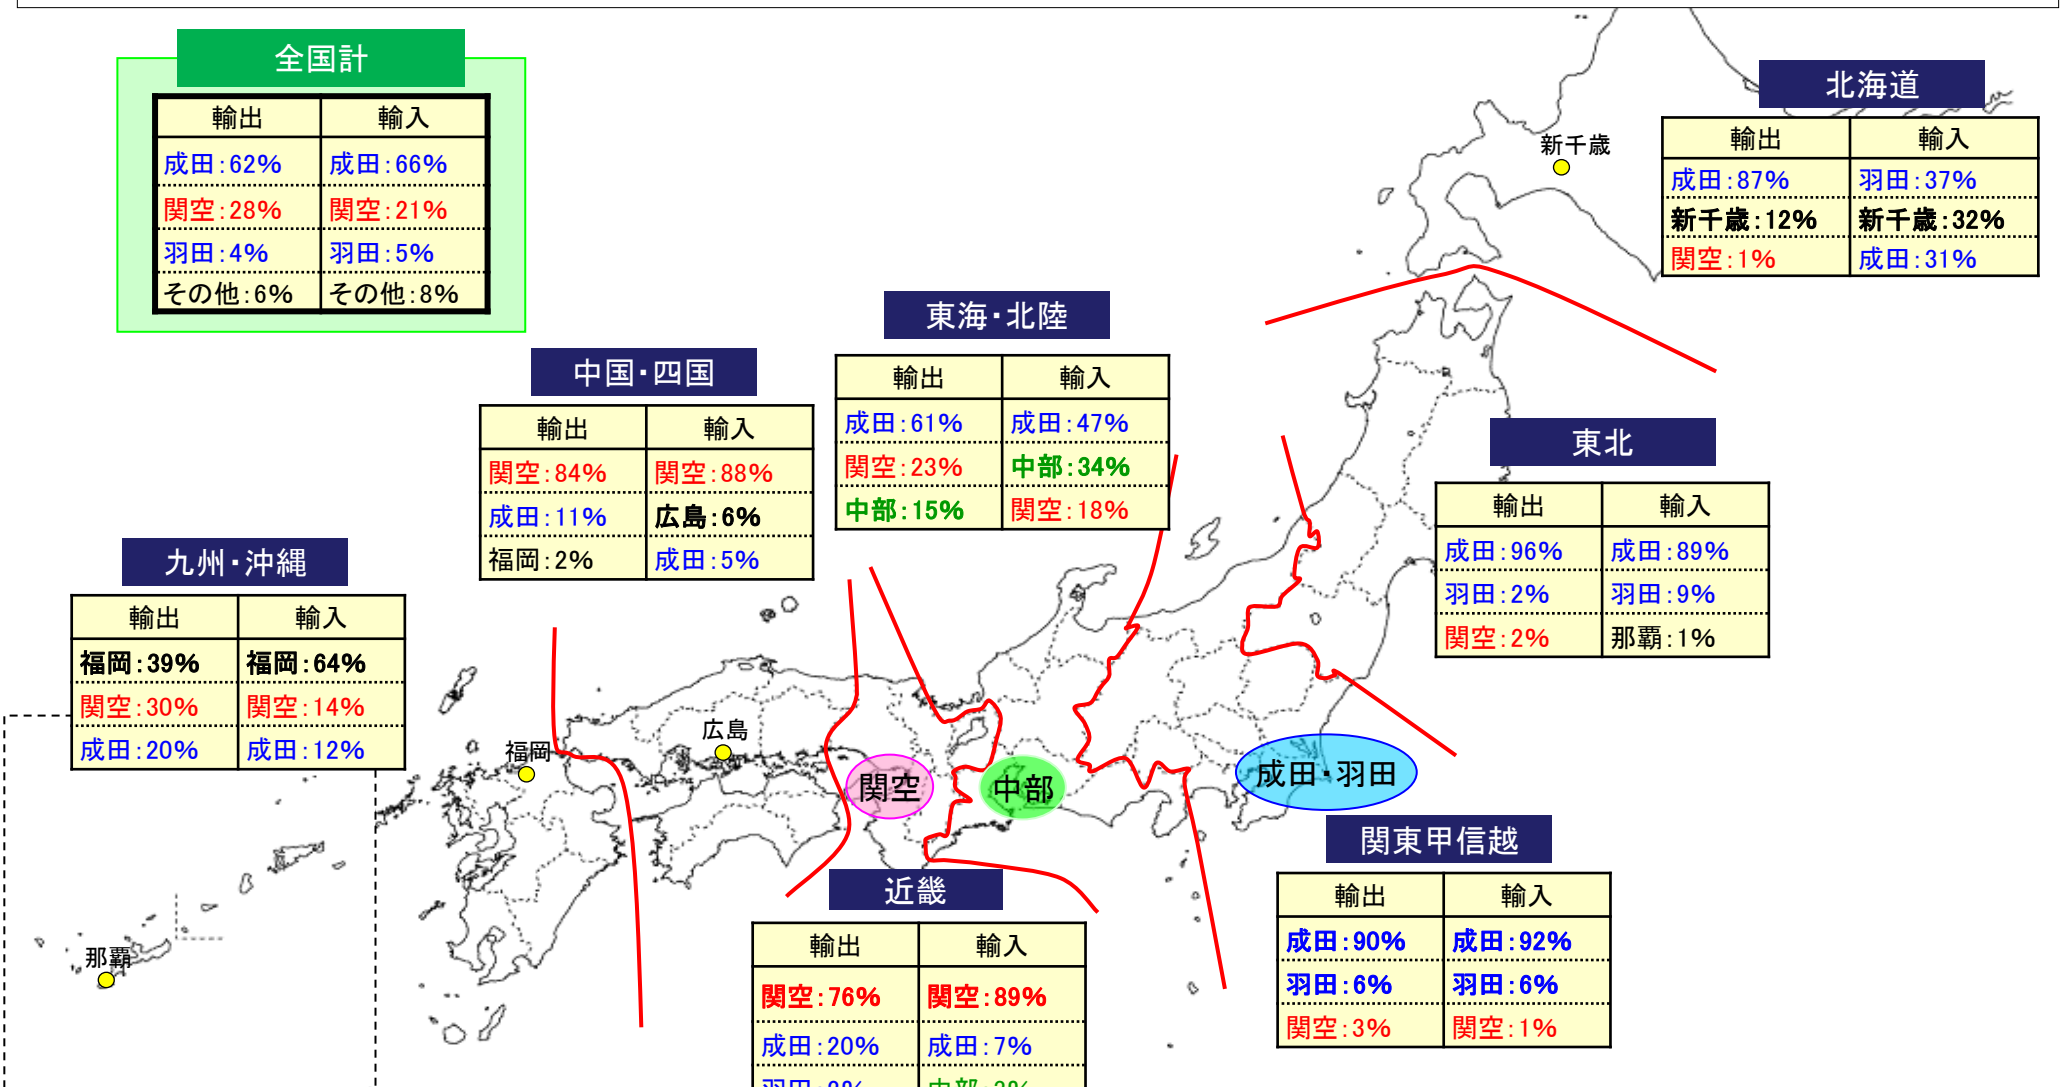 全国計
輸出 輸入
成田:62% 成田:66%
関空:28% 関空:21%
羽田:4% 羽田:5%
その他:6% その他:8%
北海道
輸出 輸入
成田:87% 羽田:37%
新千歳:12% 新千歳:32%
関空:1% 成田:31%
新千歳
東海・北陸
輸出 輸入
成田:61% 成田:47%
関空:23% 中部:34%
中部:15% 関空:18%
中国・四国
輸出 輸入
関空:84% 関空:88%
成田:11% 広島:6%
福岡:2% 成田:5%
東北
輸出 輸入
成田:96% 成田:89%
羽田:2% 羽田:9%
関空:2% 那覇:1%
九州・沖縄
輸出 輸入
福岡:39% 福岡:64%
関空:30% 関空:14%
成田:20% 成田:12%
福岡
広島
関空
中部
成田・羽田
那覇
関東甲信越
輸出 輸入
成田:90% 成田:92%
羽田:6% 羽田:6%
関空:3% 関空:1%
近畿
輸出 輸入
関空:76% 関空:89%
成田:20% 成田:7%
羽田 中部